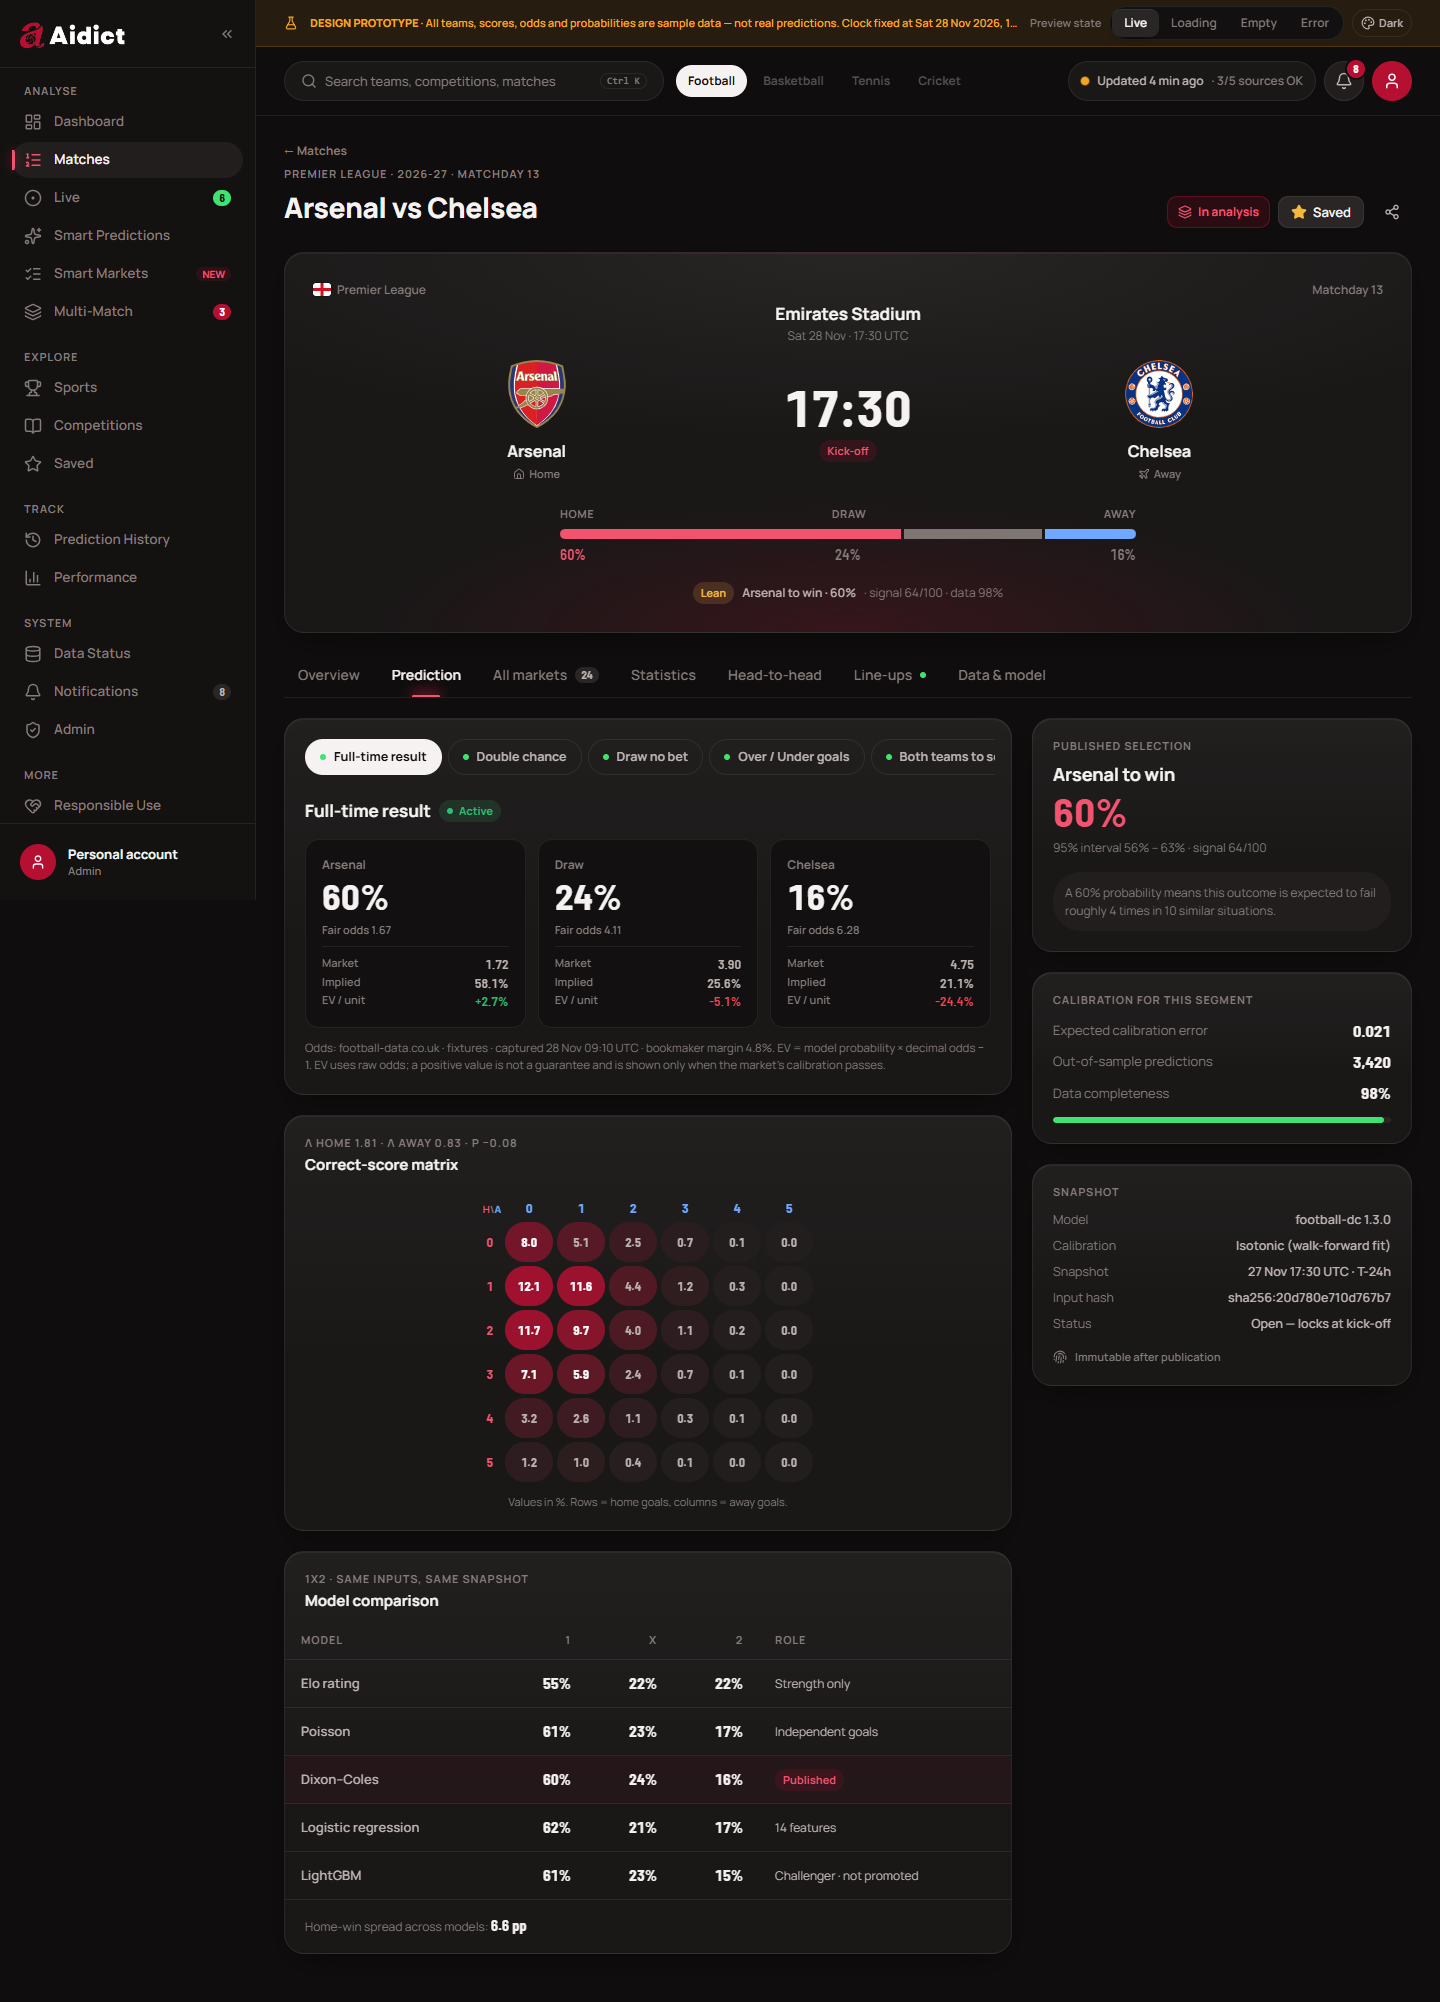 Aidict
DESIGN PROTOTYPE · All teams, scores, odds and probabilities are sample data — not real predictions. Clock fixed at Sat 28 Nov 2026, 1…
Preview state
Live
Loading
Empty
Error
Dark
Search teams, competitions, matches
Ctrl K
Football
Basketball
Tennis
Cricket
Updated 4 min ago · 3/5 sources OK
8
ANALYSE
Dashboard
Matches
Live
6
Smart Predictions
Smart Markets
NEW
Multi-Match
3
EXPLORE
Sports
Competitions
Saved
TRACK
Prediction History
Performance
SYSTEM
Data Status
Notifications
8
Admin
MORE
Responsible Use
Personal account
Admin
← Matches
PREMIER LEAGUE · 2026-27 · MATCHDAY 13
Arsenal vs Chelsea
In analysis
Saved
Premier League
Matchday 13
Emirates Stadium
Sat 28 Nov · 17:30 UTC
Arsenal
CHELSEA
FOOTBALL CLUB
17:30
Kick-off
Arsenal
Home
Chelsea
Away
HOME
DRAW
AWAY
60%
24%
16%
Lean
Arsenal to win · 60% · signal 64/100 · data 98%
Overview
Prediction
All markets
24
Statistics
Head-to-head
Line-ups
Data & model
Full-time result
Double chance
Draw no bet
Over / Under goals
Both teams to s
Full-time result
Active
Arsenal
60%
Fair odds 1.67
Market 1.72
Implied 58.1%
EV / unit +2.7%
Draw
24%
Fair odds 4.11
Market 3.90
Implied 25.6%
EV / unit -5.1%
Chelsea
16%
Fair odds 6.28
Market 4.75
Implied 21.1%
EV / unit -24.4%
Odds: football-data.co.uk · fixtures · captured 28 Nov 09:10 UTC · bookmaker margin 4.8%. EV = model probability × decimal odds −
1. EV uses raw odds; a positive value is not a guarantee and is shown only when the market's calibration passes.
Λ HOME 1.81 · Λ AWAY 0.83 · Ρ −0.08
Correct-score matrix
H\A 0 1 2 3 4 5
0 8.0 5.1 2.5 0.7 0.1 0.0
1 12.1 11.6 4.4 1.2 0.3 0.0
2 11.7 9.7 4.0 1.1 0.2 0.0
3 7.1 5.9 2.4 0.7 0.1 0.0
4 3.2 2.6 1.1 0.3 0.1 0.0
5 1.2 1.0 0.4 0.1 0.0 0.0
Values in %. Rows = home goals, columns = away goals.
1X2 · SAME INPUTS, SAME SNAPSHOT
Model comparison
MODEL 1 X 2 ROLE
Elo rating 55% 22% 22% Strength only
Poisson 61% 23% 17% Independent goals
Dixon–Coles 60% 24% 16% Published
Logistic regression 62% 21% 17% 14 features
LightGBM 61% 23% 15% Challenger · not promoted
Home-win spread across models: 6.6 pp
PUBLISHED SELECTION
Arsenal to win
60%
95% interval 56% – 63% · signal 64/100
A 60% probability means this outcome is expected to fail
roughly 4 times in 10 similar situations.
CALIBRATION FOR THIS SEGMENT
Expected calibration error 0.021
Out-of-sample predictions 3,420
Data completeness 98%
SNAPSHOT
Model football-dc 1.3.0
Calibration Isotonic (walk-forward fit)
Snapshot 27 Nov 17:30 UTC · T-24h
Input hash sha256:20d780e710d767b7
Status Open — locks at kick-off
Immutable after publication